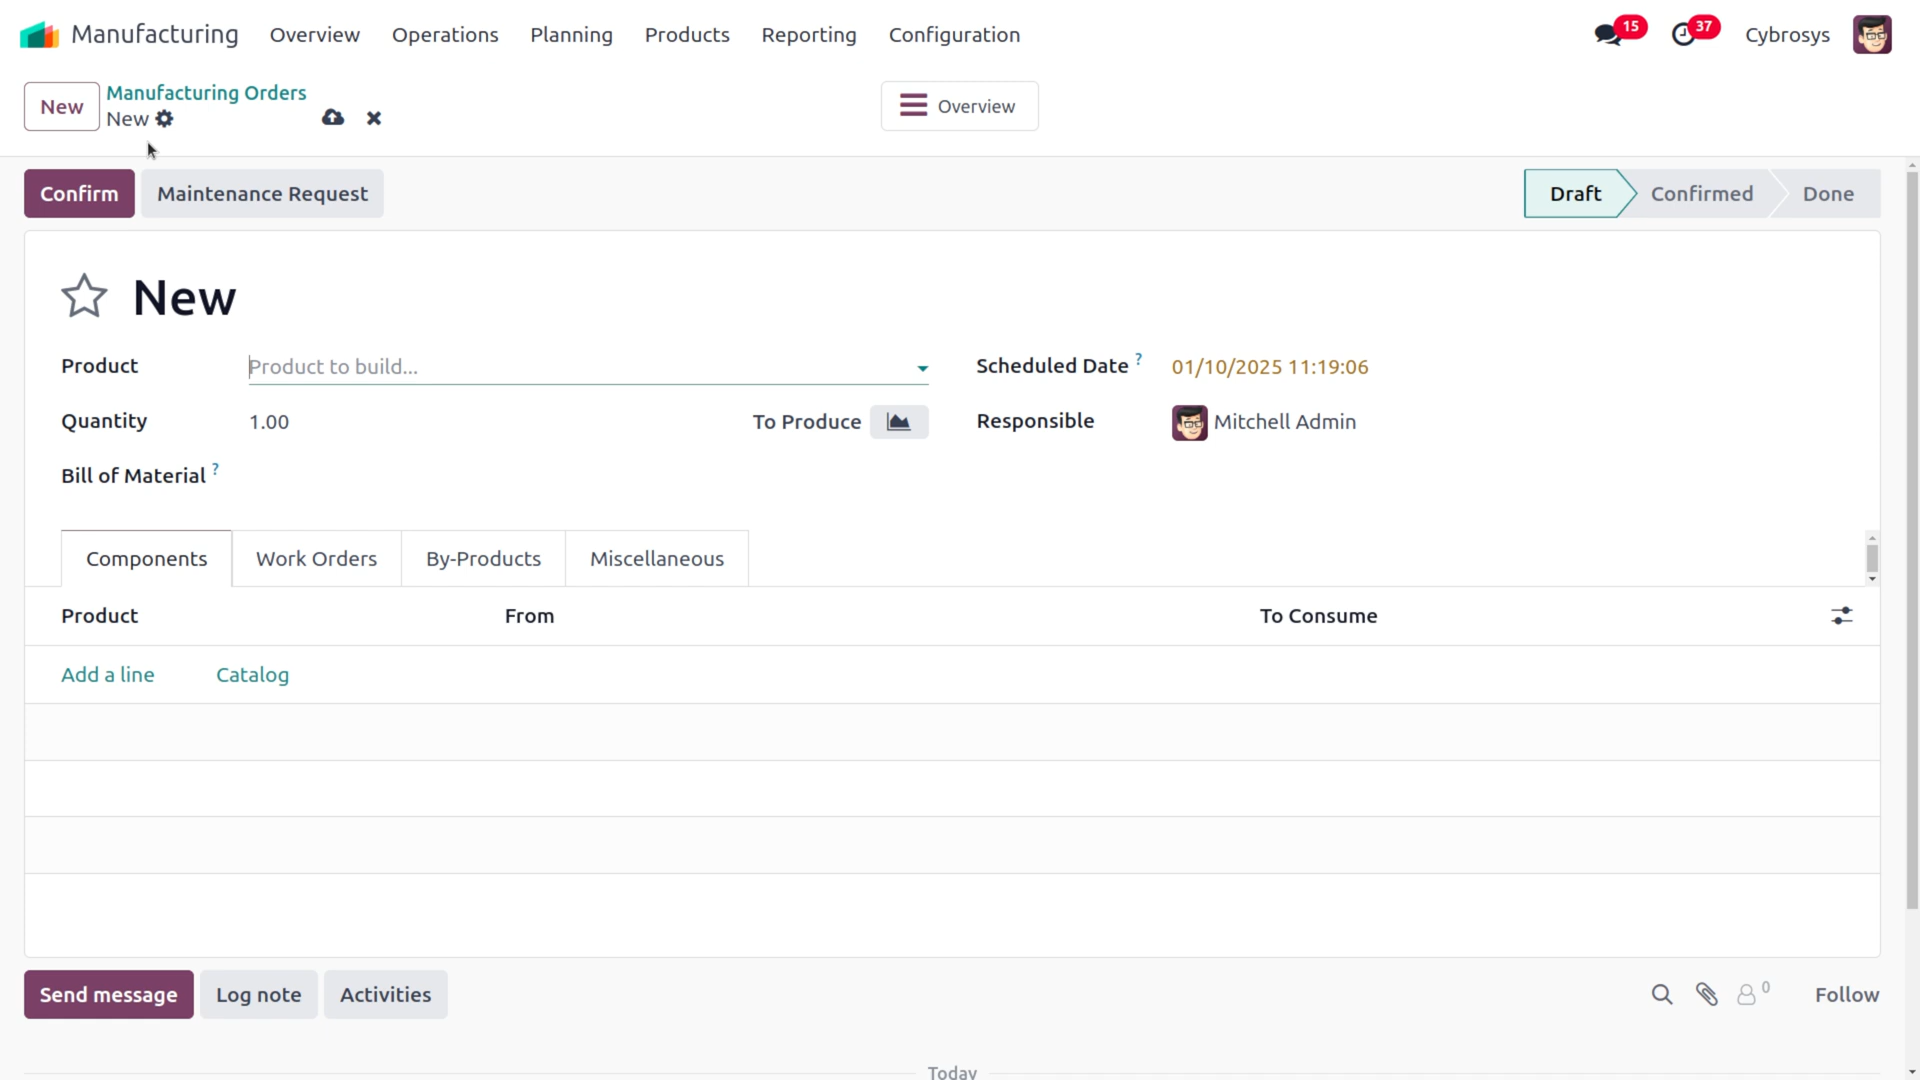 Manufacturing Overview Operations Planning Products Reporting Configuration 15 37 Cybrosys
New Manufacturing Orders
New
Overview
Confirm Maintenance Request Draft Confirmed Done
New
Product Product to build... Scheduled Date ? 01/10/2025 11:19:06
Quantity 1.00 To Produce Responsible Mitchell Admin
Bill of Material ?
Components Work Orders By-Products Miscellaneous
Product From To Consume
Add a line Catalog
Send message Log note Activities 0 Follow
Today